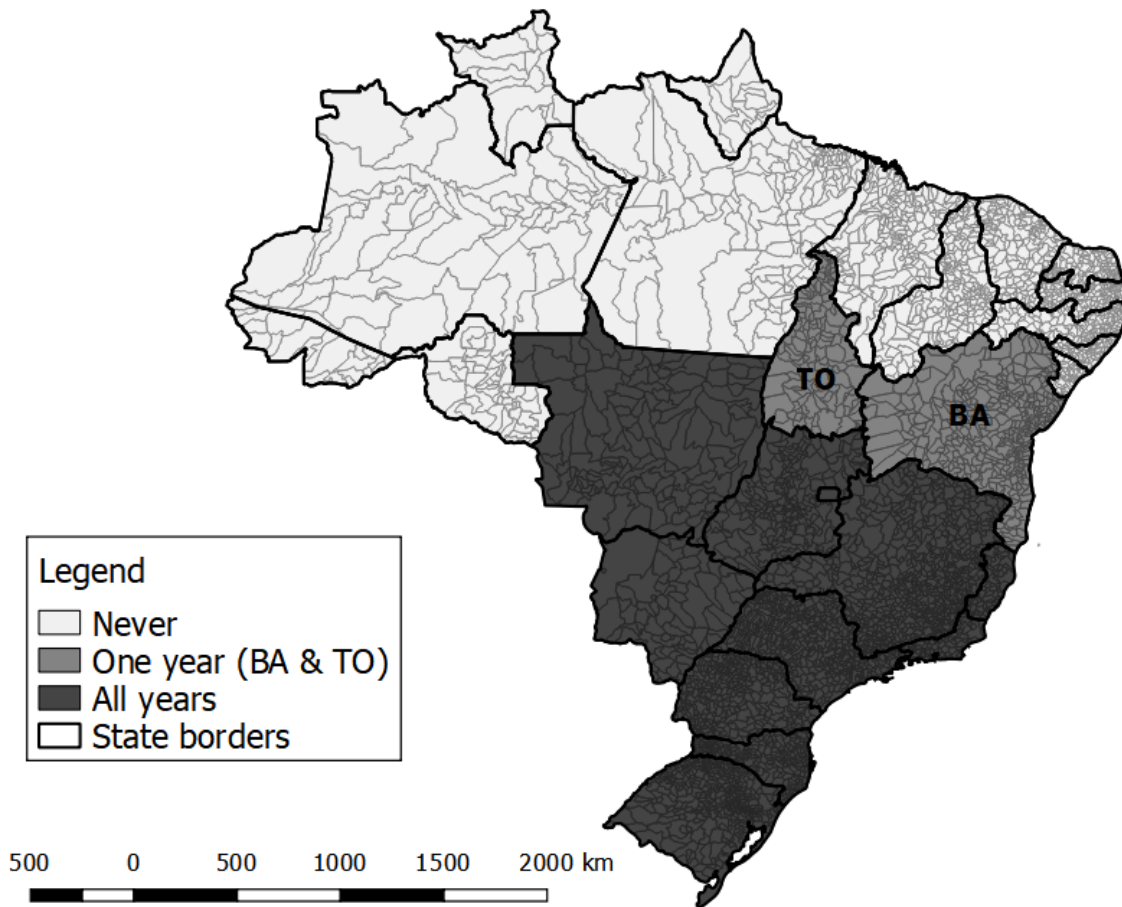 TO
BA
Legend
Never
One year (BA & TO)
All years
State borders
500 0 500 1000 1500 2000 km